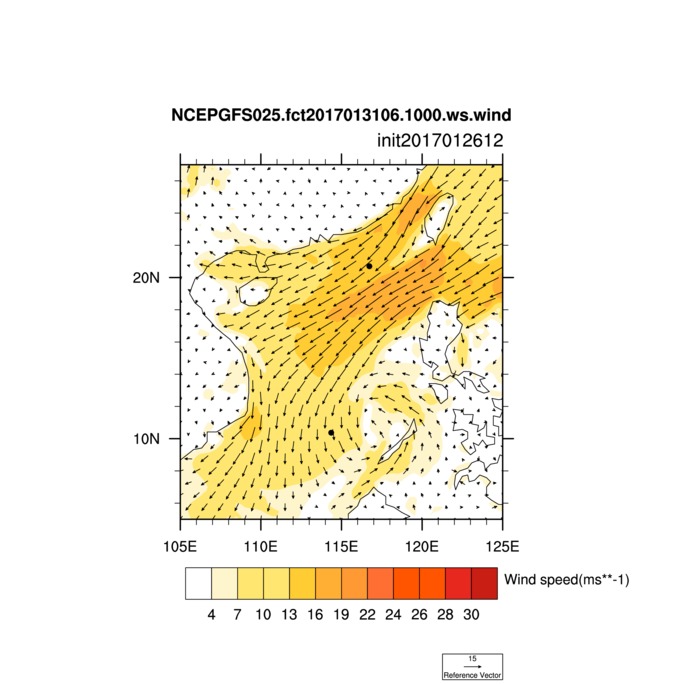 NCEPGFS025.fct2017013106.1000.ws.wind
init2017012612
20N
10N
105E 110E 115E 120E 125E
Wind speed(ms**-1)
4 7 10 13 16 19 22 24 26 28 30
15
Reference Vector